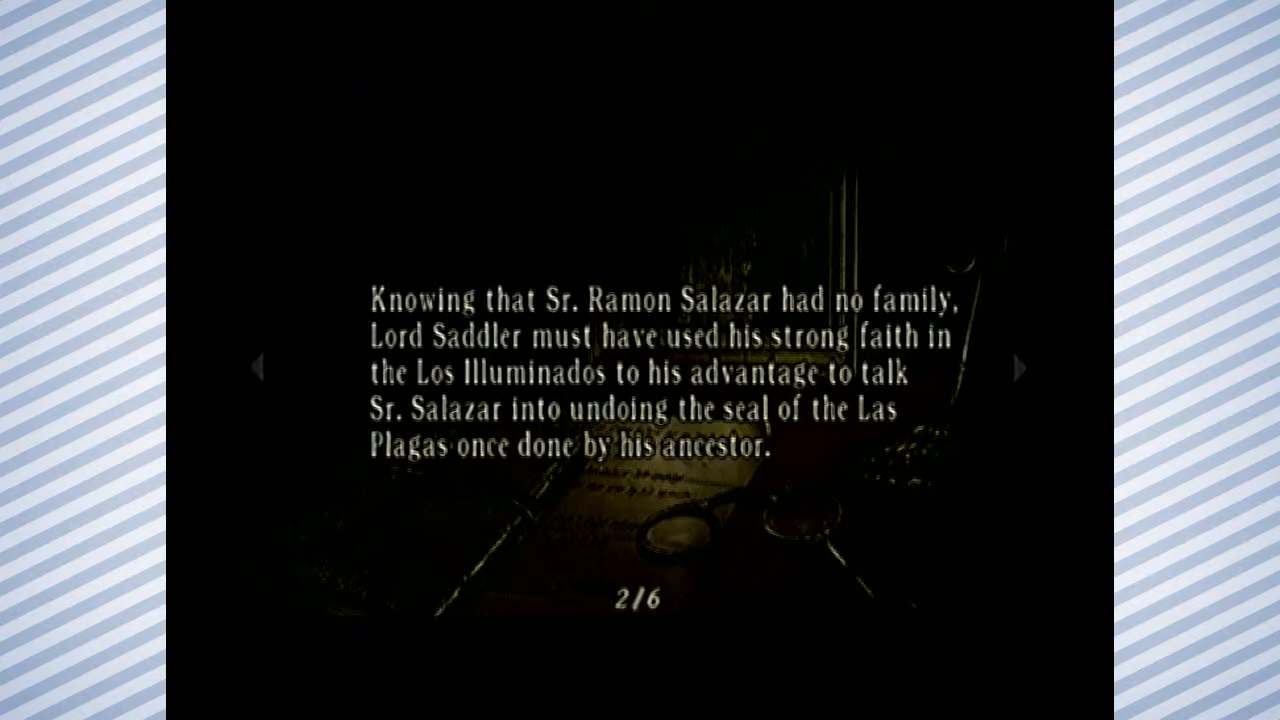 Knowing that Sr. Ramon Salazar had no family,
Lord Saddler must have used his strong faith in
the Los Illuminados to his advantage to talk
Sr. Salazar into undoing the seal of the Las
Plagas once done by his ancestor.
2/6